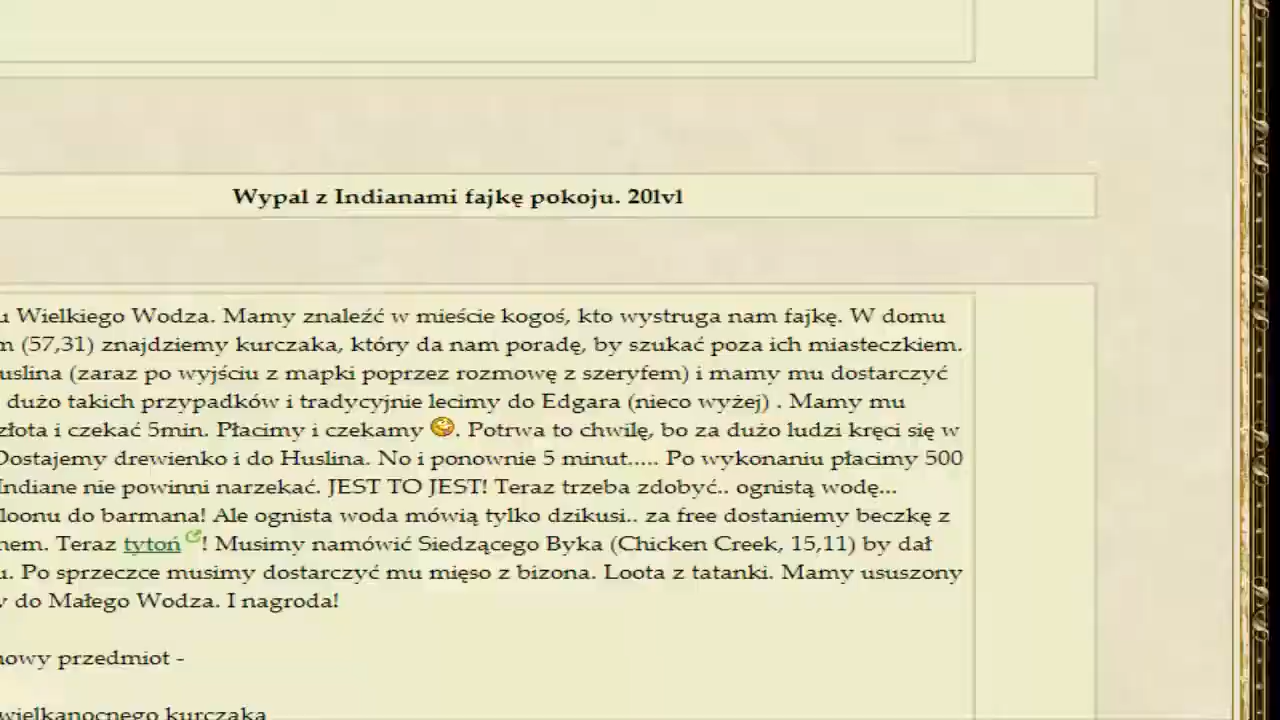 Wypal z Indianami fajkę pokoju. 20lvl
u Wielkiego Wodza. Mamy znaleźć w mieście kogoś, kto wystruga nam fajkę. W domu
m (57,31) znajdziemy kurczaka, który da nam poradę, by szukać poza ich miasteczkiem.
uslina (zaraz po wyjściu z mapki poprzez rozmowę z szeryfem) i mamy mu dostarczyć
dużo takich przypadków i tradycyjnie lecimy do Edgara (nieco wyżej) . Mamy mu
złota i czekać 5min. Płacimy i czekamy . Potrwa to chwilę, bo za dużo ludzi kręci się w
Dostajemy drewienko i do Huslina. No i ponownie 5 minut..... Po wykonaniu płacimy 500
Indiane nie powinni narzekać. JEST TO JEST! Teraz trzeba zdobyć.. ognistą wodę...
loonu do barmana! Ale ognista woda mówią tylko dzikusi.. za free dostaniemy beczkę z
nem. Teraz tytoń! Musimy namówić Siedzącego Byka (Chicken Creek, 15,11) by dał
u. Po sprzeczce musimy dostarczyć mu mięso z bizona. Loota z tatanki. Mamy ususzony
y do Małego Wodza. I nagroda!
nowy przedmiot -
wielkanocnego kurczaka